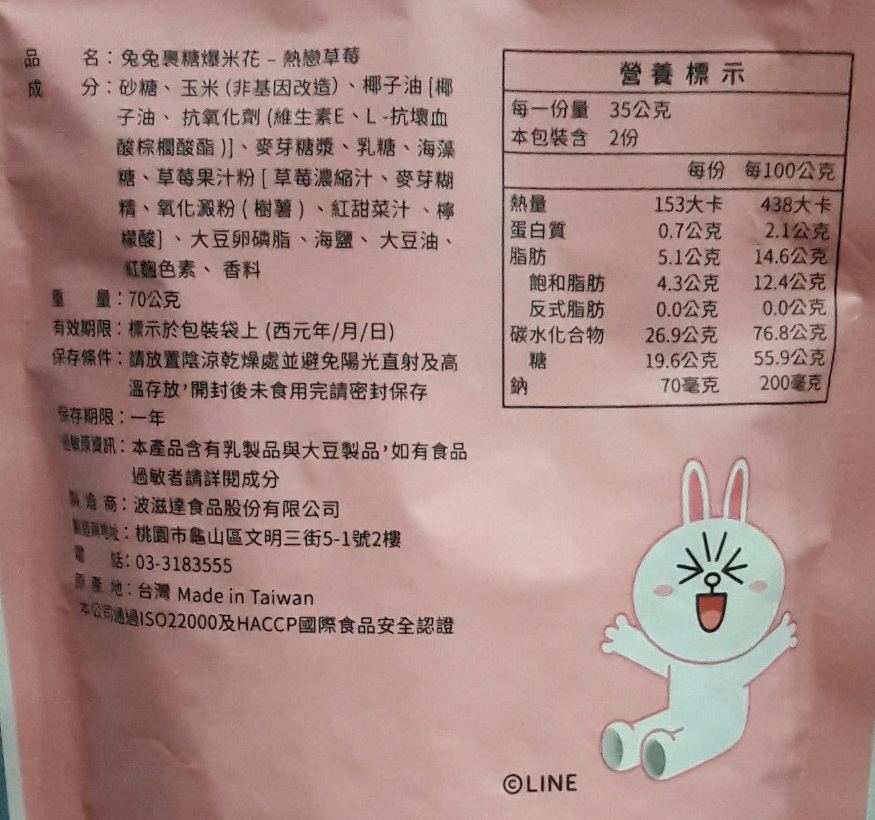 品 名：兔兔裹糖爆米花 – 熱戀草莓
成 分：砂糖、玉米 (非基因改造)、椰子油 [椰
子油、抗氧化劑 (維生素E、L -抗壞血
酸棕櫚酸酯 )]、麥芽糖漿、乳糖、海藻
糖、草莓果汁粉 [ 草莓濃縮汁、麥芽糊
精、氧化澱粉 ( 樹薯 )、紅甜菜汁 、檸
檬酸]、大豆卵磷脂、海鹽、大豆油、
紅麴色素、香料
重 量：70公克
有效期限：標示於包裝袋上 (西元年/月/日)
保存條件：請放置陰涼乾燥處並避免陽光直射及高
溫存放，開封後未食用完請密封保存
保存期限：一年
過敏原資訊：本產品含有乳製品與大豆製品，如有食品
過敏者請詳閱成分
製 造 商：波滋達食品股份有限公司
製造商地址：桃園市龜山區文明三街5-1號2樓
電 話：03-3183555
原 產 地：台灣 Made in Taiwan
本公司通過ISO22000及HACCP國際食品安全認證
營 養 標 示
每一份量 35公克
本包裝含 2份
每份 每100公克
熱量 153大卡 438大卡
蛋白質 0.7公克 2.1公克
脂肪 5.1公克 14.6公克
飽和脂肪 4.3公克 12.4公克
反式脂肪 0.0公克 0.0公克
碳水化合物 26.9公克 76.8公克
糖 19.6公克 55.9公克
鈉 70毫克 200毫克
©LINE